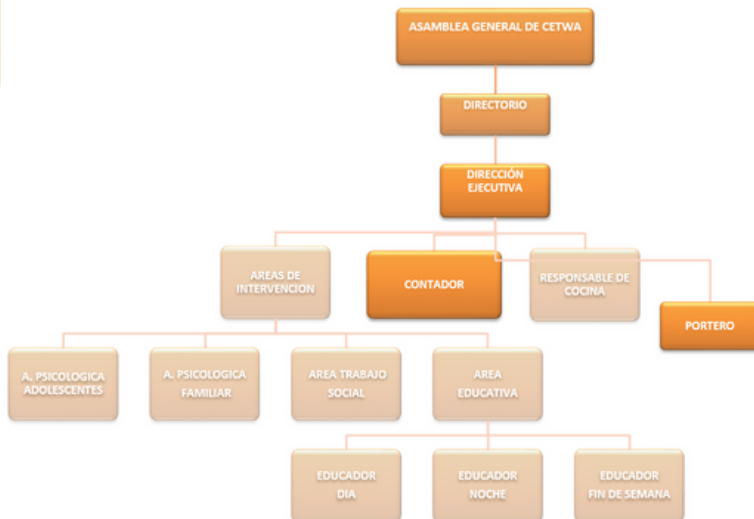 ASAMBLEA GENERAL DE CETWA
DIRECTORIO
DIRECCIÓN
EJECUTIVA
AREAS DE
INTERVENCION
CONTADOR
RESPONSABLE DE
COCINA
PORTERO
A. PSICOLOGICA
ADOLESCENTES
A. PSICOLOGICA
FAMILIAR
AREA TRABAJO
SOCIAL
AREA
EDUCATIVA
EDUCADOR
DIA
EDUCADOR
NOCHE
EDUCADOR
FIN DE SEMANA